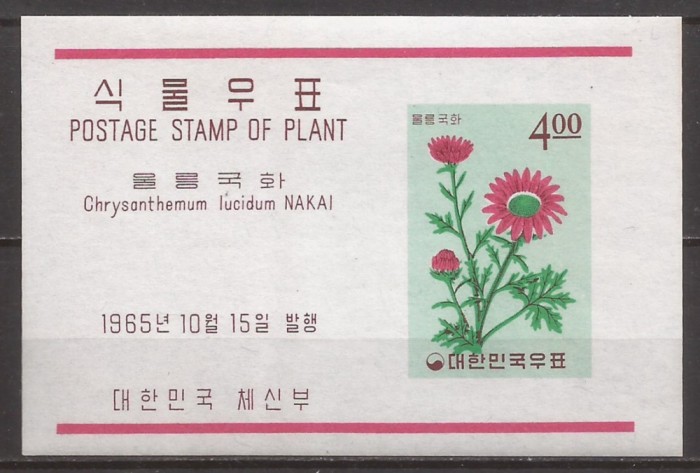 식물우표
POSTAGE STAMP OF PLANT
울릉국화
Chrysanthemum lucidum NAKAI
1965년 10월 15일 발행
대한민국 체신부
울릉국화
4.00
대한민국우표